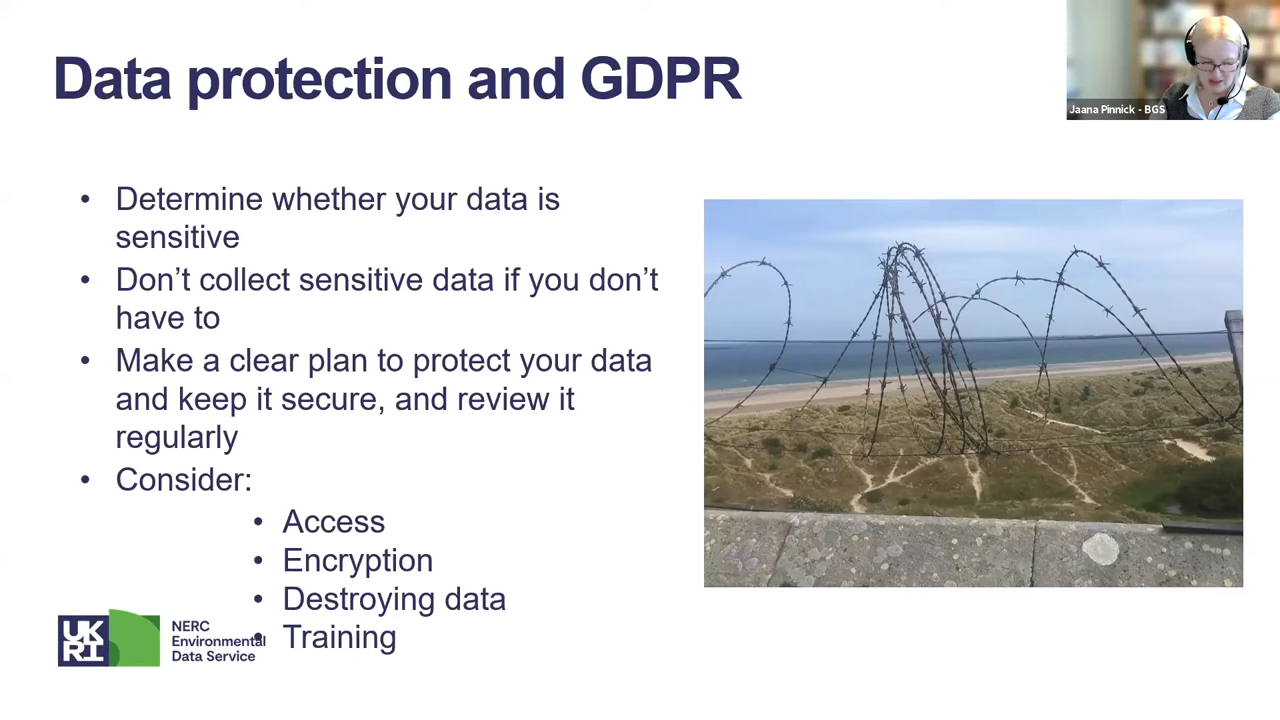 Data protection and GDPR
Jaana Pinnick - BGS
• Determine whether your data is
sensitive
• Don’t collect sensitive data if you don’t
have to
• Make a clear plan to protect your data
and keep it secure, and review it
regularly
• Consider:
• Access
• Encryption
• Destroying data
• Training
UK
RI
NERC
Environmental
Data Service